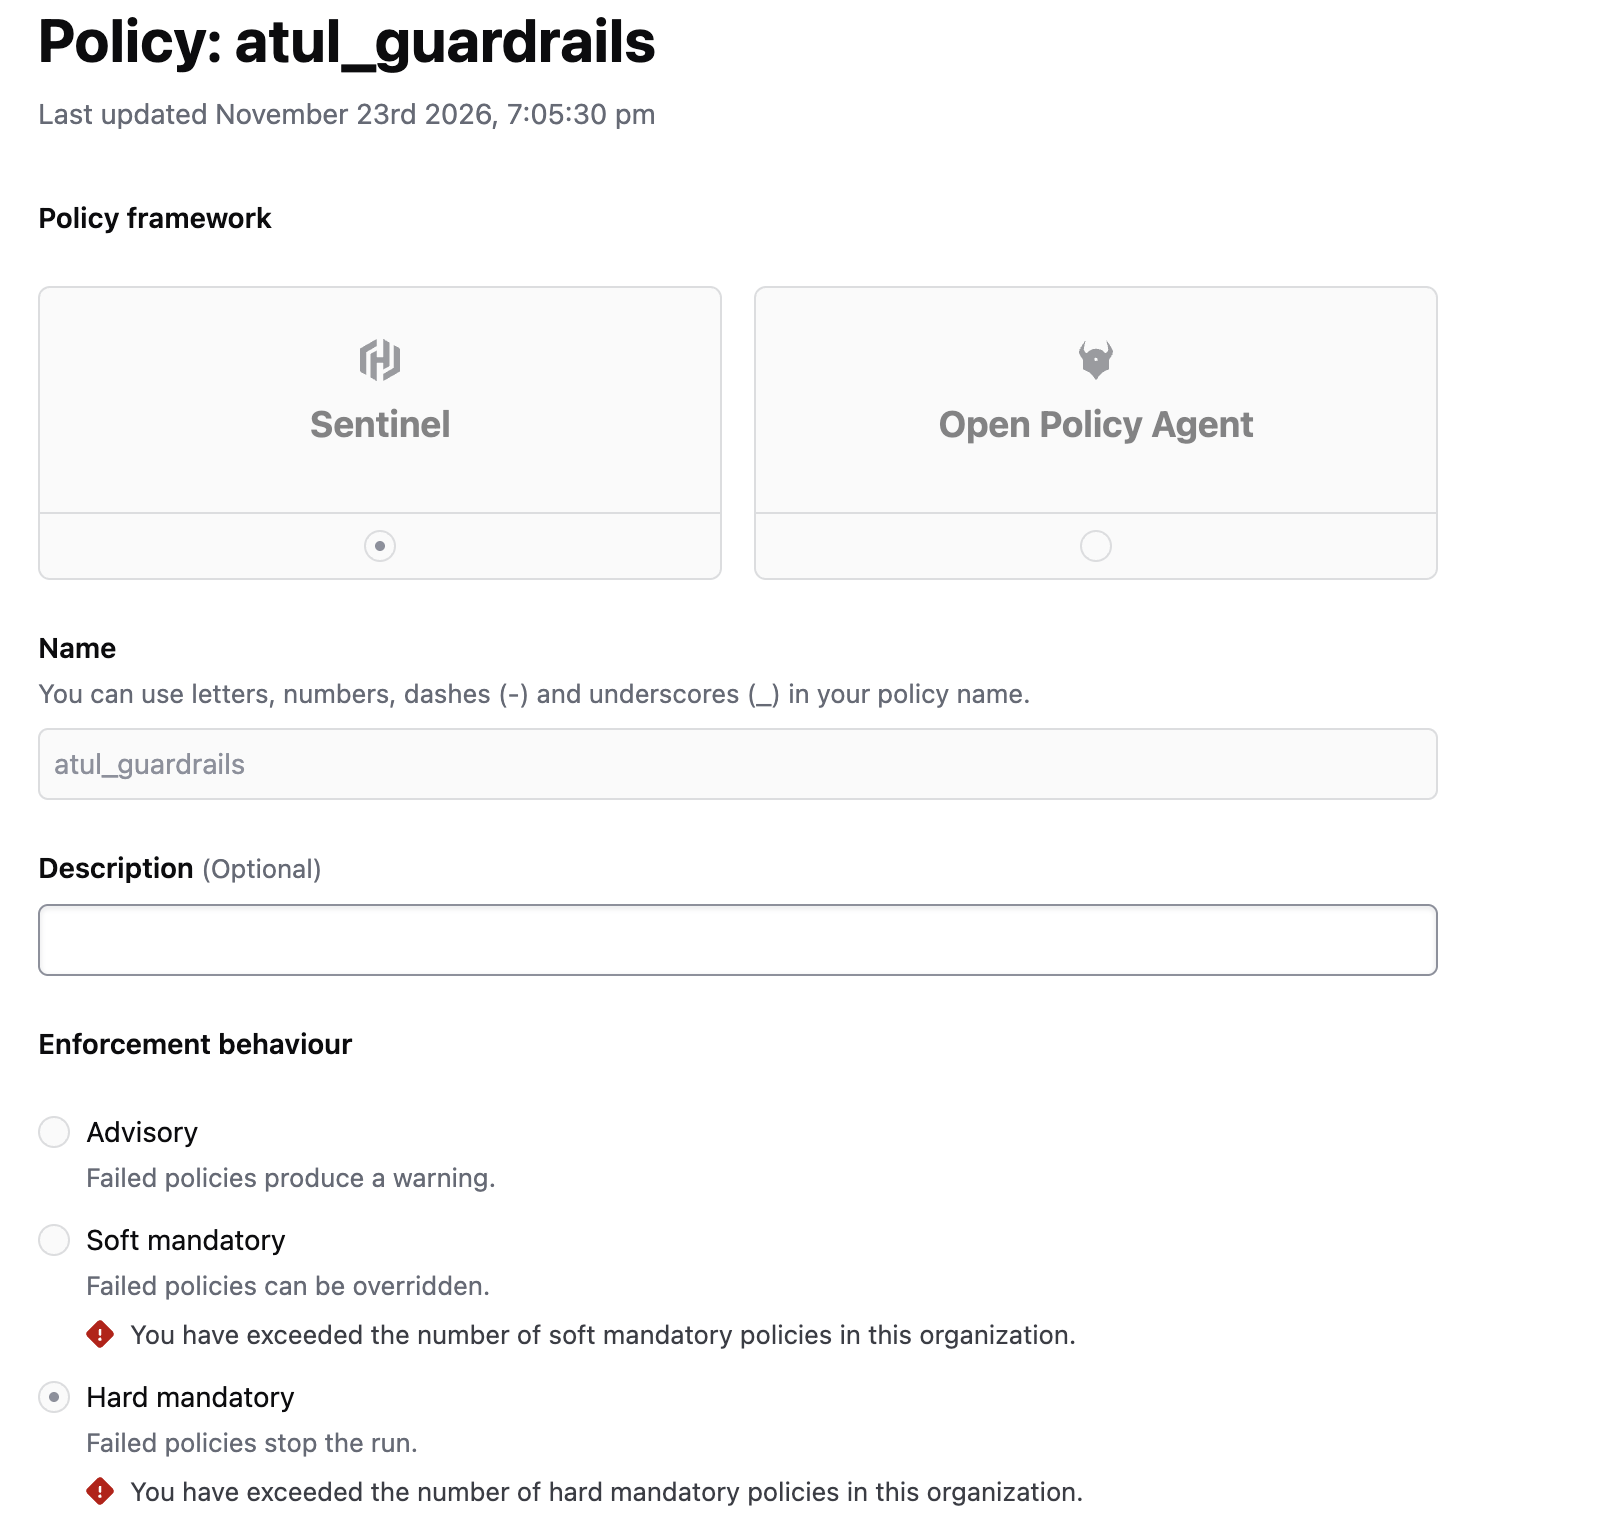 Policy: atul_guardrails
Last updated November 23rd 2026, 7:05:30 pm
Policy framework
Sentinel
Open Policy Agent
Name
You can use letters, numbers, dashes (-) and underscores (_) in your policy name.
atul_guardrails
Description (Optional)
Enforcement behaviour
Advisory
Failed policies produce a warning.
Soft mandatory
Failed policies can be overridden.
You have exceeded the number of soft mandatory policies in this organization.
Hard mandatory
Failed policies stop the run.
You have exceeded the number of hard mandatory policies in this organization.